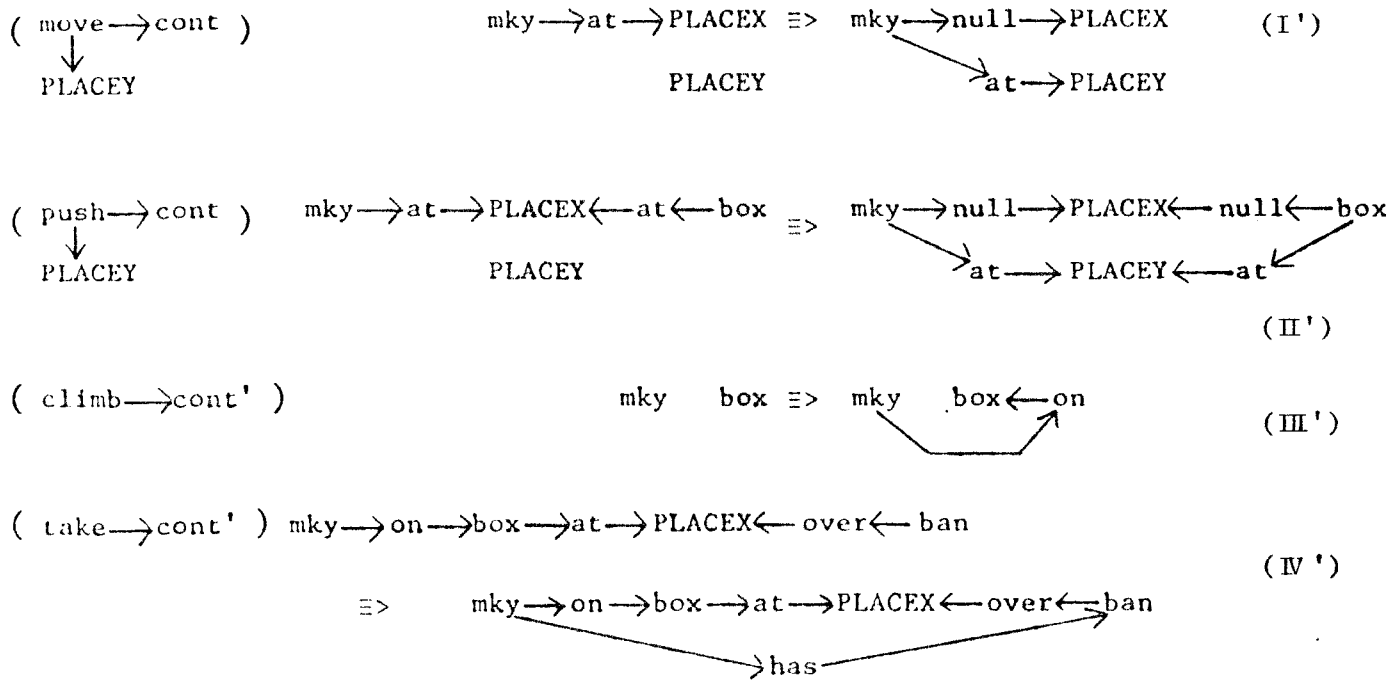 ( move→cont ) mky→at→PLACEX ≡> mky→null→PLACEX (I')
PLACEY PLACEY at→PLACEY
( push→cont ) mky→at→PLACEX←at←box ≡> mky→null→PLACEX←null←box
PLACEY PLACEY at→PLACEY←at
(II')
( climb→cont' ) mky box ≡> mky box←on (III')
( take→cont' ) mky→on→box→at→PLACEX←over←ban
(IV')
≡> mky→on→box→at→PLACEX←over←ban
has